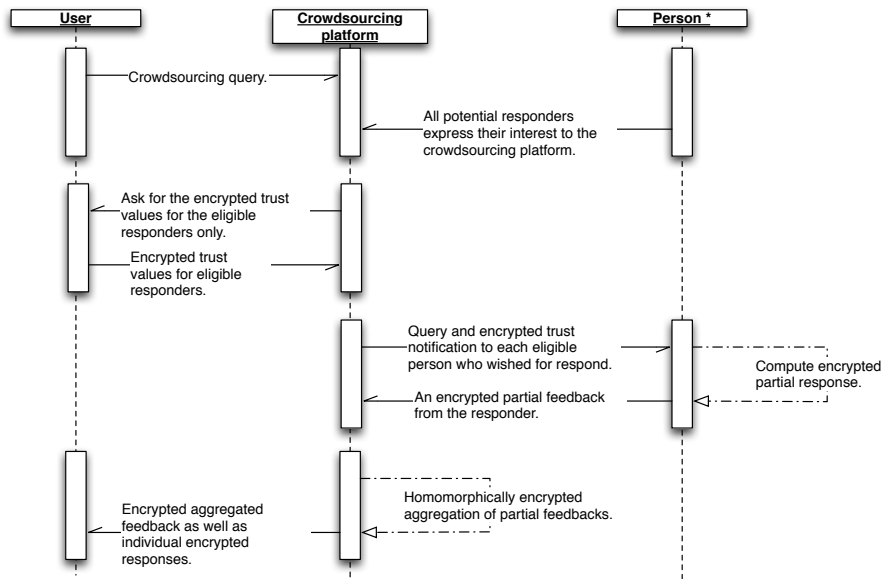 User
Crowdsourcing
platform
Person *
Crowdsourcing query.
All potential responders
express their interest to the
crowdsourcing platform.
Ask for the encrypted trust
values for the eligible
responders only.
Encrypted trust
values for eligible
responders.
Query and encrypted trust
notification to each eligible
person who wished for respond.
Compute encrypted
partial response.
An encrypted partial feedback
from the responder.
Homomorphically encrypted
aggregation of partial feedbacks.
Encrypted aggregated
feedback as well as
individual encrypted
responses.